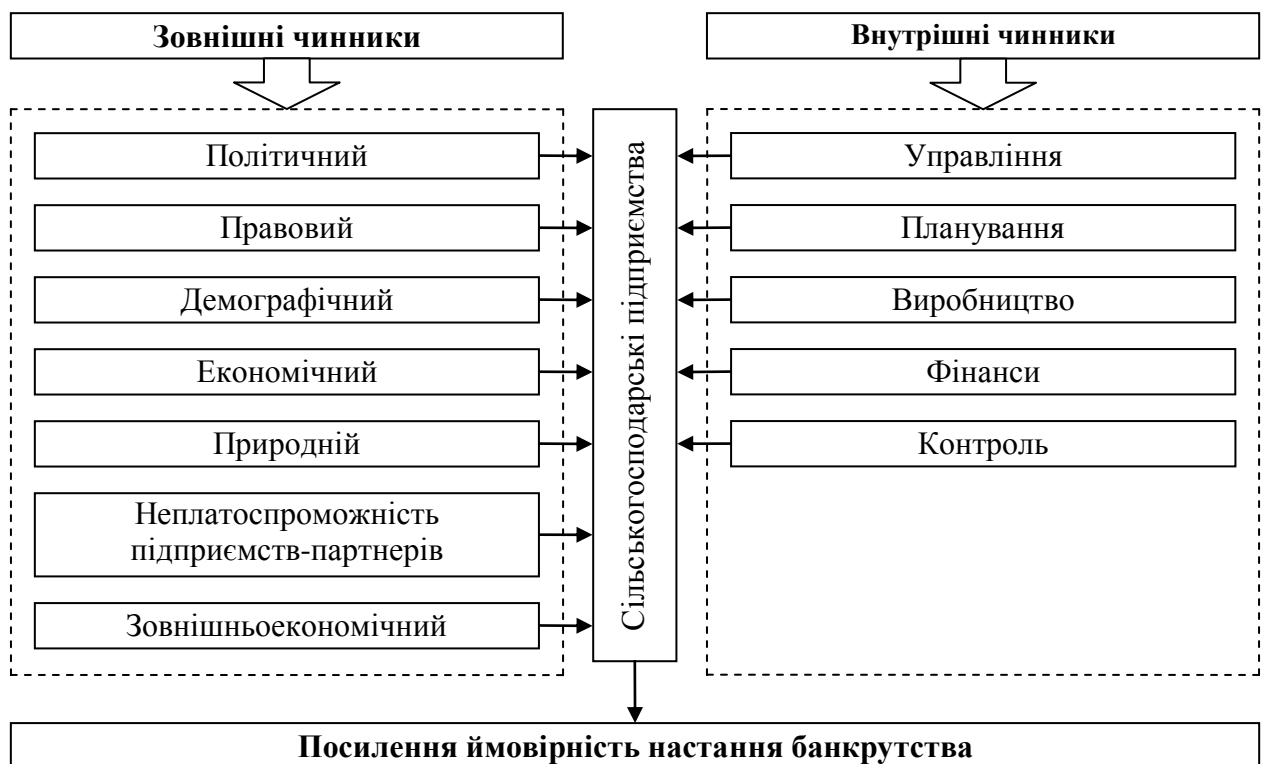 Зовнішні чинники
Політичний
Правовий
Демографічний
Економічний
Природній
Неплатоспроможність
підприємств-партнерів
Зовнішньоекономічний
Сільськогосподарські підприємства
Внутрішні чинники
Управління
Планування
Виробництво
Фінанси
Контроль
Посилення ймовірність настання банкрутства